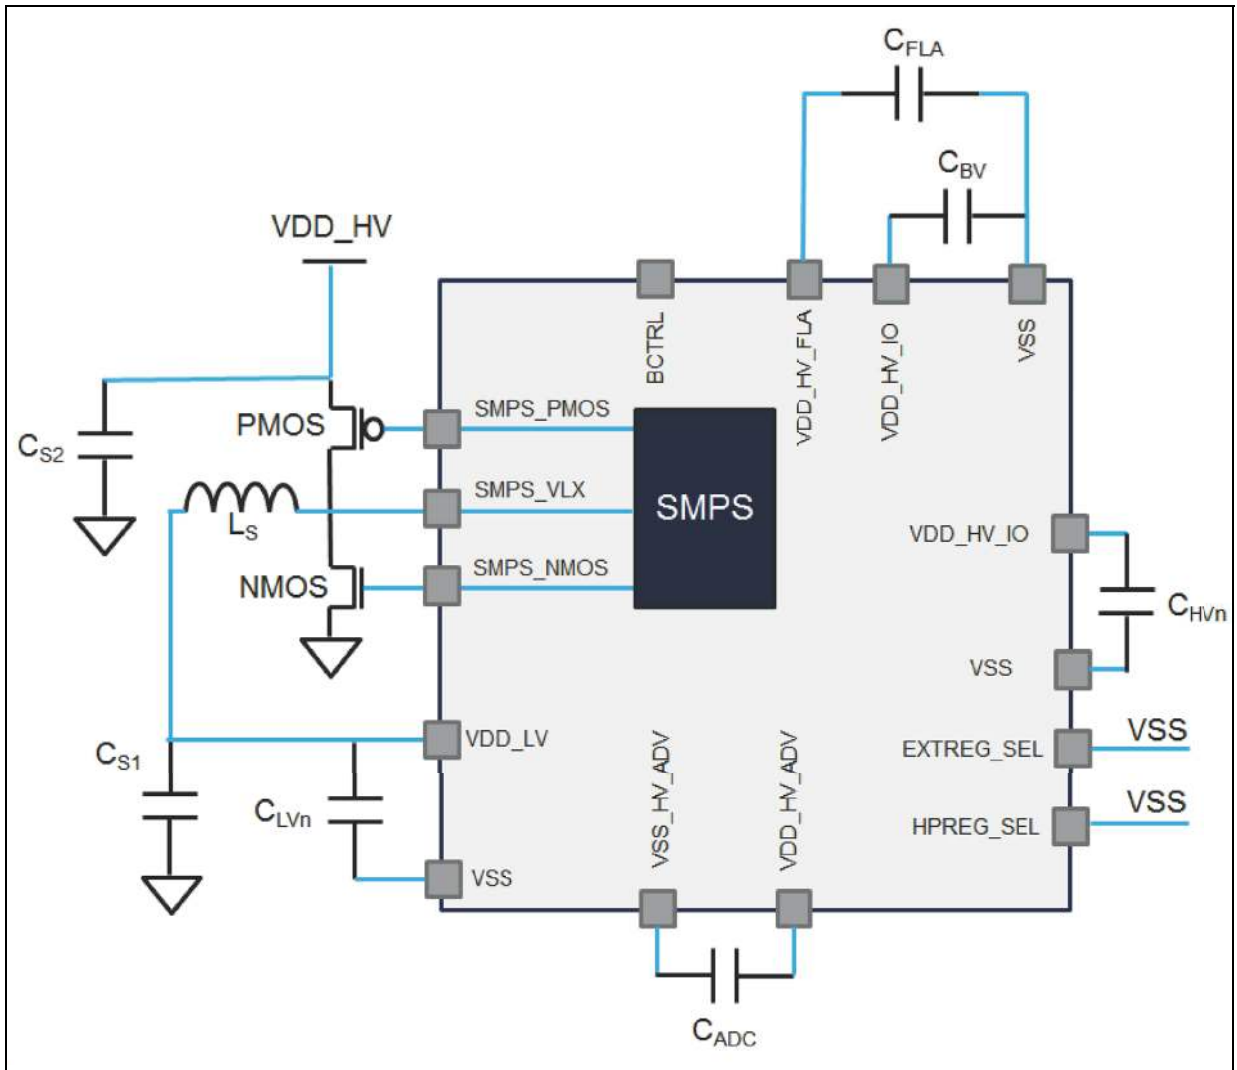 CFLA
CBV
VDD_HV
BCTRL
VDD_HV_FLA
VDD_HV_IO
VSS
PMOS
SMPS_PMOS
CS2
SMPS_VLX
SMPS
LS
VDD_HV_IO
NMOS
SMPS_NMOS
CHVn
VSS
CS1
VDD_LV
VSS_HV_ADV
VDD_HV_ADV
EXTREG_SEL
VSS
CLVn
HPREG_SEL
VSS
VSS
CADC